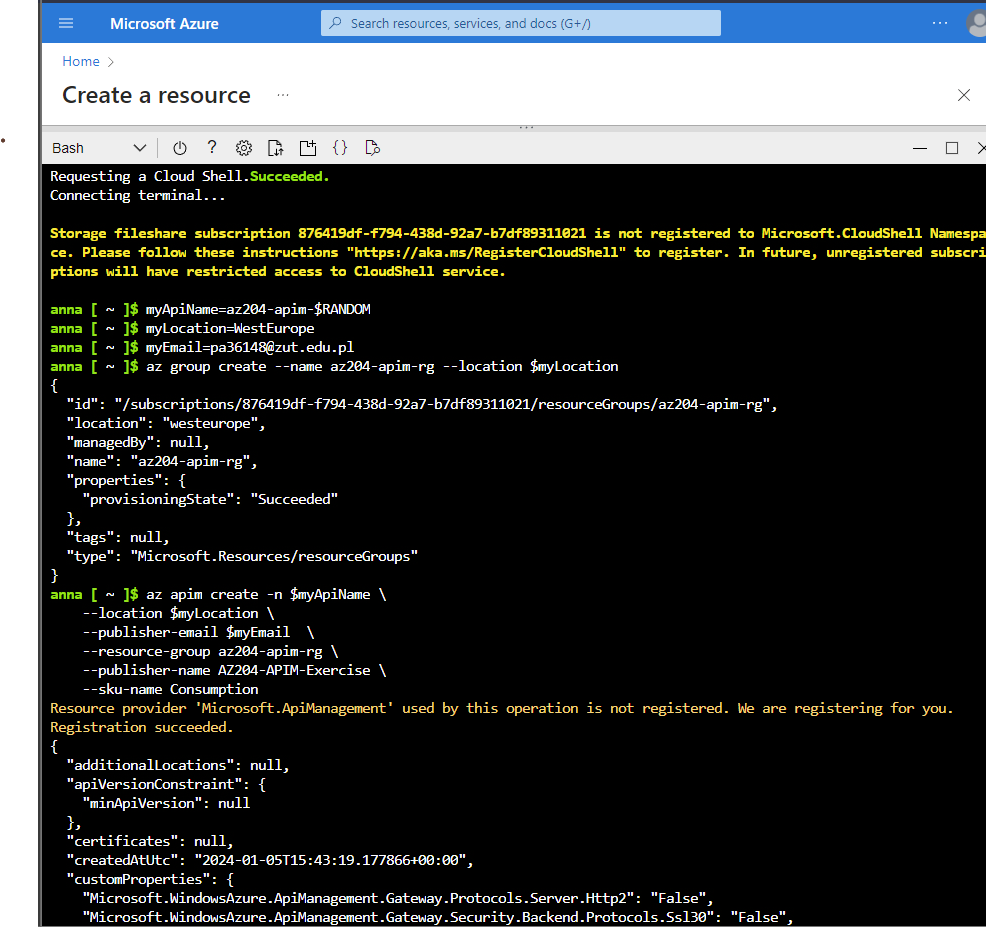 Microsoft Azure
Search resources, services, and docs (G+/)
Home
Create a resource
Bash
Requesting a Cloud Shell.Succeeded.
Connecting terminal...
Storage fileshare subscription 876419df-f794-438d-92a7-b7df89311021 is not registered to Microsoft.CloudShell Namespa
ce. Please follow these instructions "https://aka.ms/RegisterCloudShell" to register. In future, unregistered subscri
ptions will have restricted access to CloudShell service.
anna [ ~ ]$ myApiName=az204-apim-$RANDOM
anna [ ~ ]$ myLocation=WestEurope
anna [ ~ ]$ myEmail=pa36148@zut.edu.pl
anna [ ~ ]$ az group create --name az204-apim-rg --location $myLocation
{
  "id": "/subscriptions/876419df-f794-438d-92a7-b7df89311021/resourceGroups/az204-apim-rg",
  "location": "westeurope",
  "managedBy": null,
  "name": "az204-apim-rg",
  "properties": {
    "provisioningState": "Succeeded"
  },
  "tags": null,
  "type": "Microsoft.Resources/resourceGroups"
}
anna [ ~ ]$ az apim create -n $myApiName \
    --location $myLocation \
    --publisher-email $myEmail  \
    --resource-group az204-apim-rg \
    --publisher-name AZ204-APIM-Exercise \
    --sku-name Consumption
Resource provider 'Microsoft.ApiManagement' used by this operation is not registered. We are registering for you.
Registration succeeded.
{
  "additionalLocations": null,
  "apiVersionConstraint": {
    "minApiVersion": null
  },
  "certificates": null,
  "createdAtUtc": "2024-01-05T15:43:19.177866+00:00",
  "customProperties": {
    "Microsoft.WindowsAzure.ApiManagement.Gateway.Protocols.Server.Http2": "False",
    "Microsoft.WindowsAzure.ApiManagement.Gateway.Security.Backend.Protocols.Ssl30": "False",